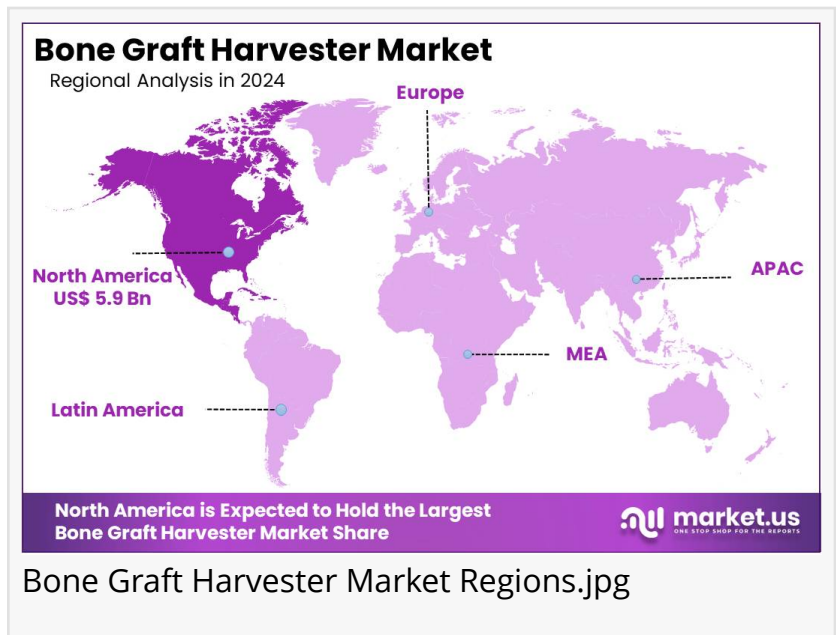 Bone Graft Harvester Market
Regional Analysis in 2024
Europe
North America
US$ 5.9 Bn
APAC
MEA
Latin America
North America is Expected to Hold the Largest
Bone Graft Harvester Market Share
market.us
ONE STOP SHOP FOR THE REPORTS
Bone Graft Harvester Market Regions.jpg